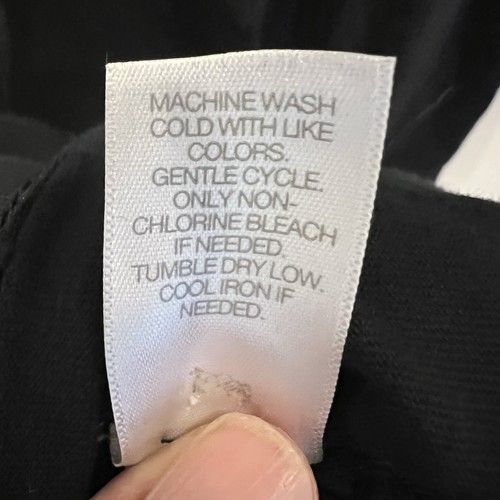 MACHINE WASH
COLD WITH LIKE
COLORS.
GENTLE CYCLE.
ONLY NON-
CHLORINE BLEACH
IF NEEDED.
TUMBLE DRY LOW.
COOL IRON IF
NEEDED.